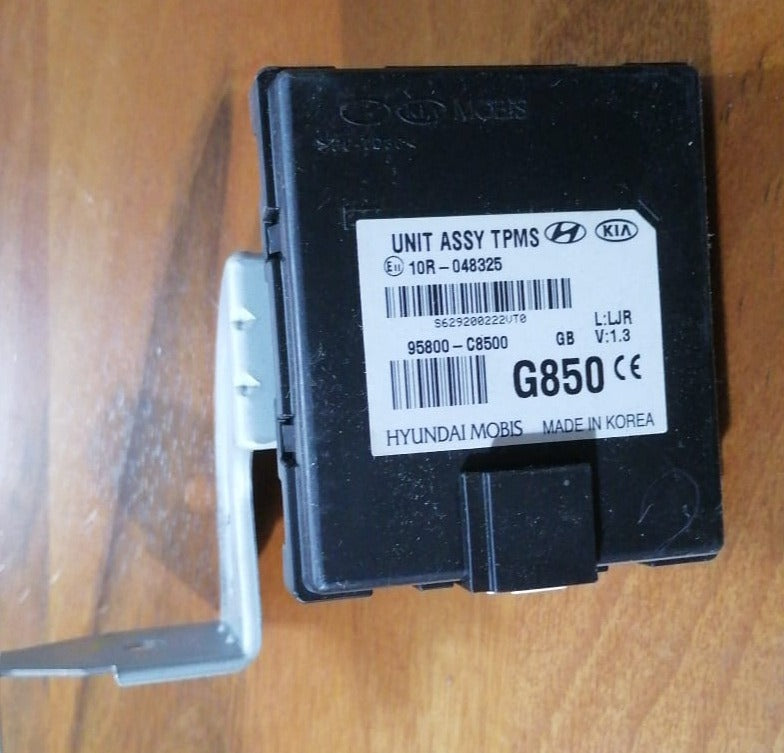 KIA MOBIS
UNIT ASSY TPMS KIA
E11 10R-048325
S629200222VT0
L:LJR
95800-C8500 GB V:1.3
G850 CE
HYUNDAI MOBIS MADE IN KOREA